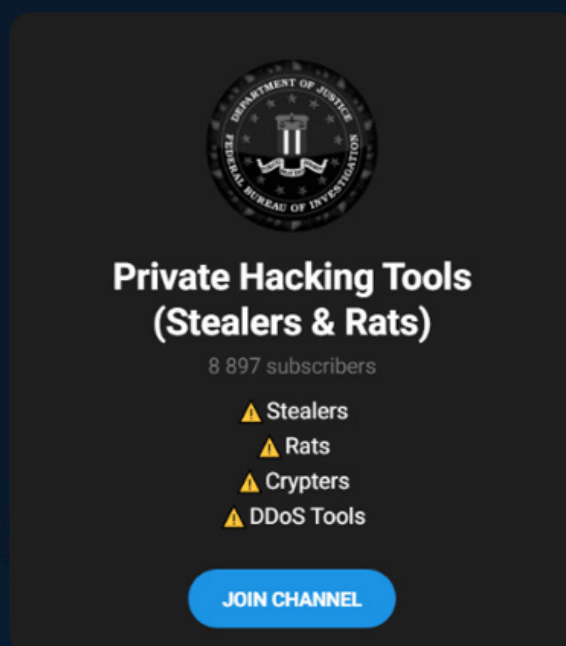 DEPARTMENT OF JUSTICE
FEDERAL BUREAU OF INVESTIGATION
Private Hacking Tools
(Stealers & Rats)
8 897 subscribers
⚠ Stealers
⚠ Rats
⚠ Crypters
⚠ DDoS Tools
JOIN CHANNEL